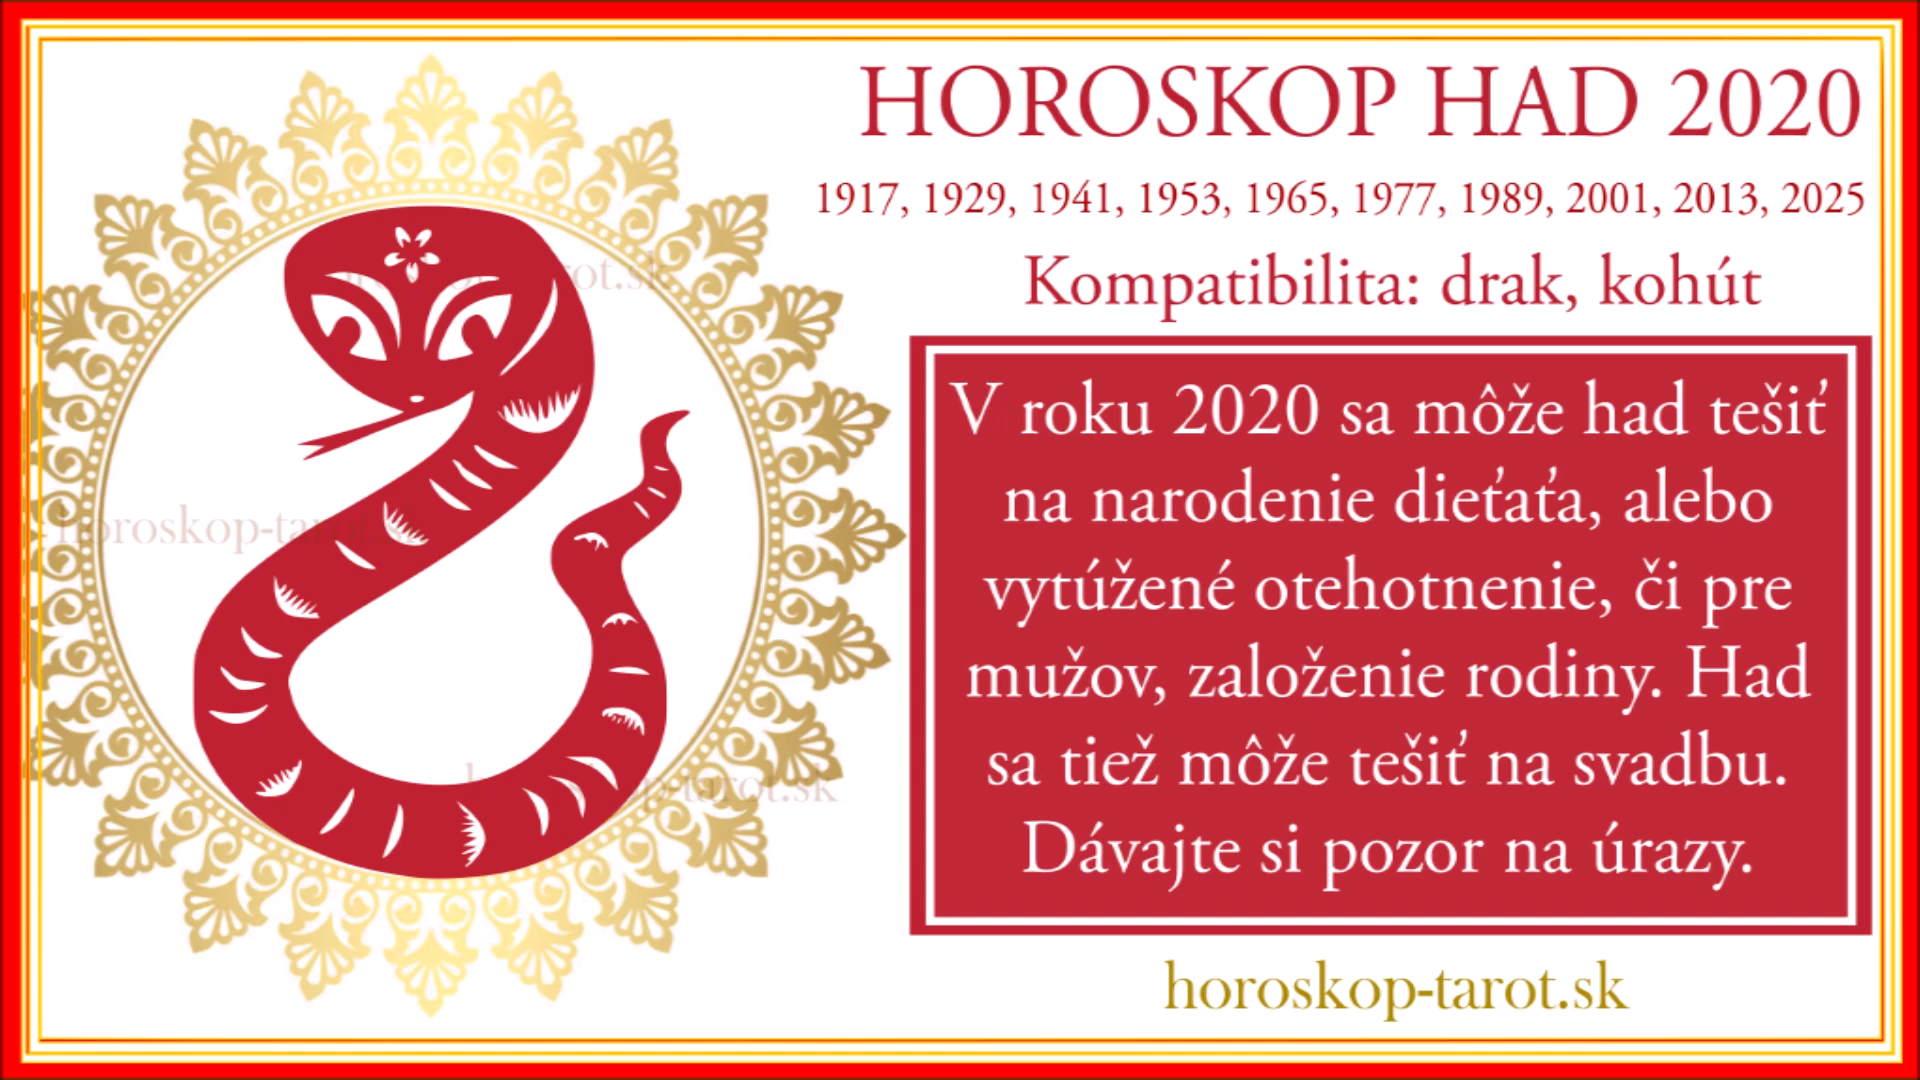 HOROSKOP HAD 2020
1917, 1929, 1941, 1953, 1965, 1977, 1989, 2001, 2013, 2025
Kompatibilita: drak, kohút
V roku 2020 sa môže had tešiť
na narodenie dieťaťa, alebo
vytúžené otehotnenie, či pre
mužov, založenie rodiny. Had
sa tiež môže tešiť na svadbu.
Dávajte si pozor na úrazy.
horoskop-tarot.sk